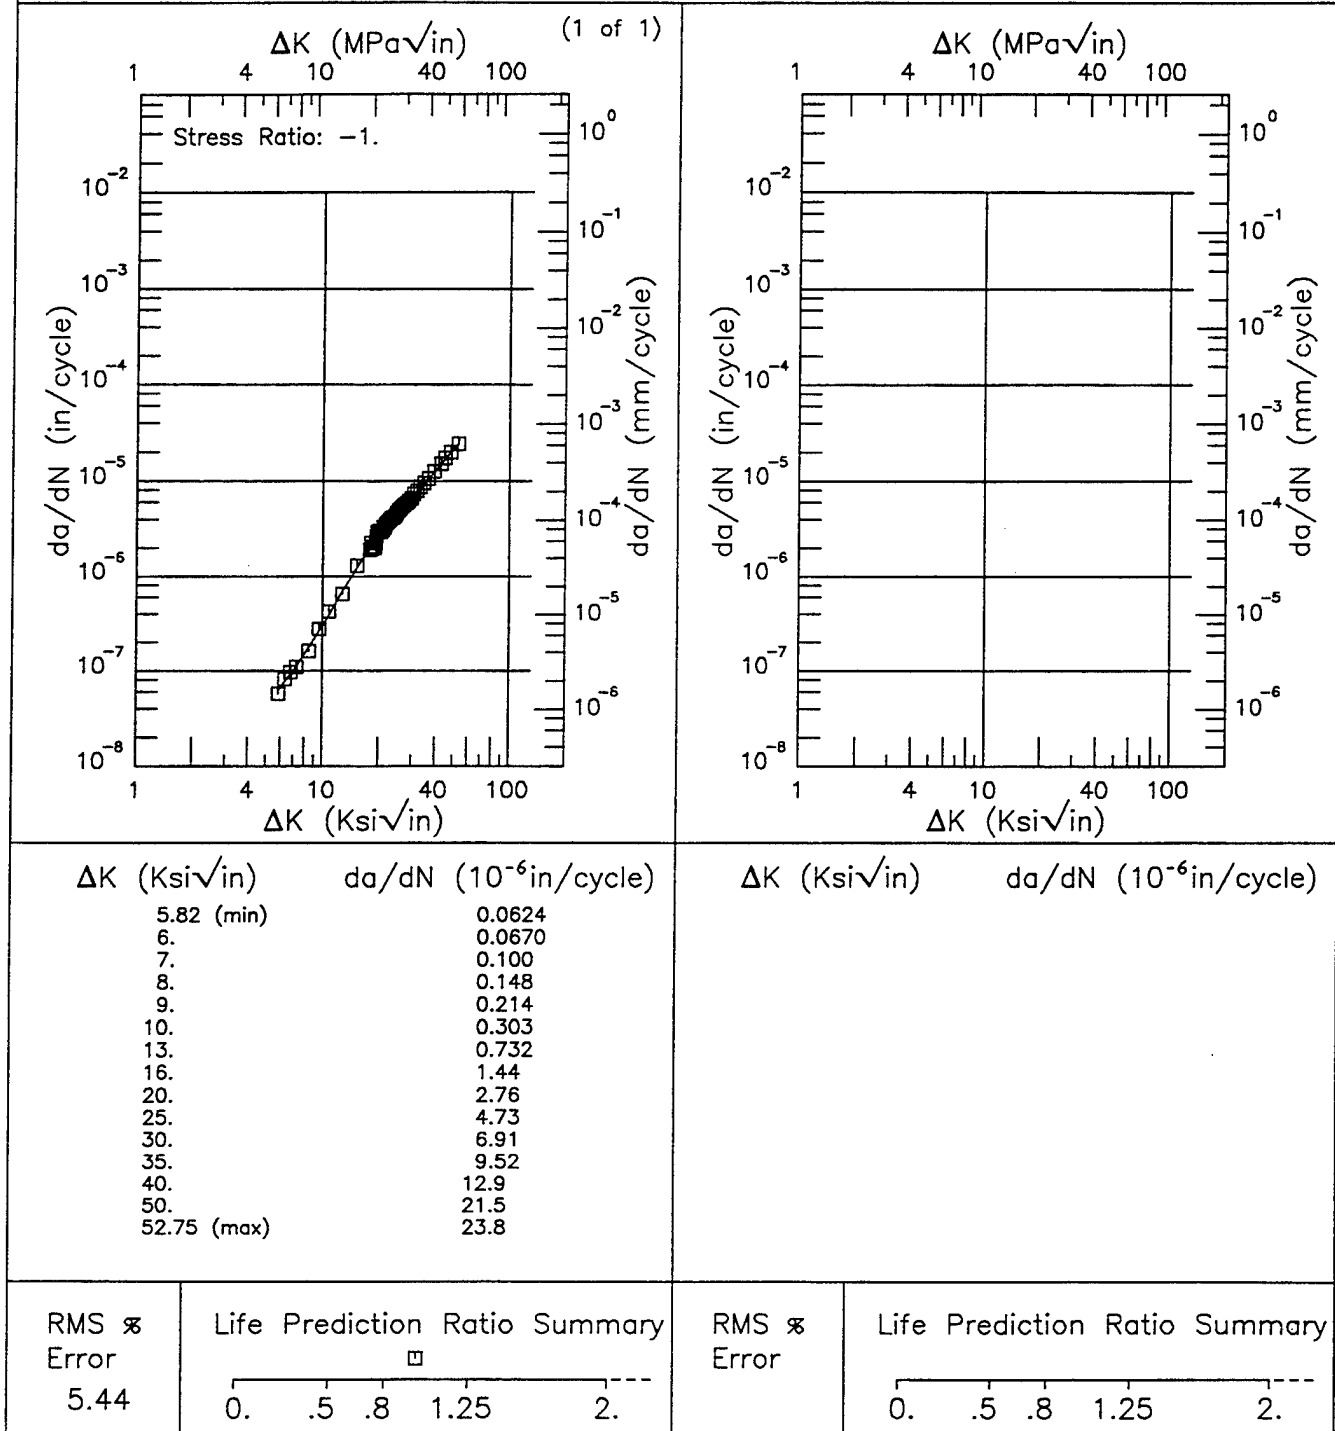 (1 of 1)
ΔK (MPa√in)
1 4 10 40 100
Stress Ratio: -1.
da/dN (in/cycle)
10⁻²
10⁻³
10⁻⁴
10⁻⁵
10⁻⁶
10⁻⁷
10⁻⁸
10⁰
10⁻¹
10⁻²
10⁻³
10⁻⁴
10⁻⁵
10⁻⁶
da/dN (mm/cycle)
1 4 10 40 100
ΔK (Ksi√in)
ΔK (MPa√in)
1 4 10 40 100
da/dN (in/cycle)
10⁻²
10⁻³
10⁻⁴
10⁻⁵
10⁻⁶
10⁻⁷
10⁻⁸
10⁰
10⁻¹
10⁻²
10⁻³
10⁻⁴
10⁻⁵
10⁻⁶
da/dN (mm/cycle)
1 4 10 40 100
ΔK (Ksi√in)
ΔK (Ksi√in) da/dN (10⁻⁶in/cycle)
5.82 (min) 0.0624
6. 0.0670
7. 0.100
8. 0.148
9. 0.214
10. 0.303
13. 0.732
16. 1.44
20. 2.76
25. 4.73
30. 6.91
35. 9.52
40. 12.9
50. 21.5
52.75 (max) 23.8
ΔK (Ksi√in) da/dN (10⁻⁶in/cycle)
RMS %
Error
5.44
Life Prediction Ratio Summary
0. .5 .8 1.25 2.
RMS %
Error
Life Prediction Ratio Summary
0. .5 .8 1.25 2.